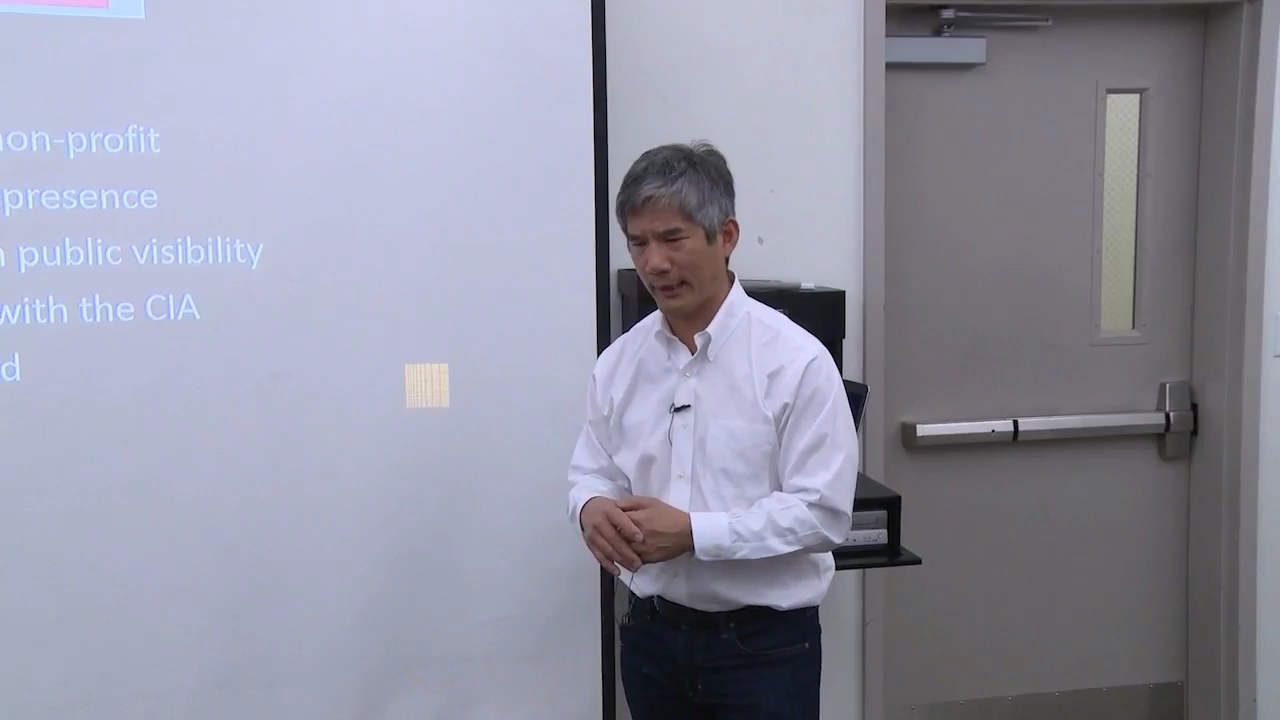 non-profit
presence
public visibility
with the CIA